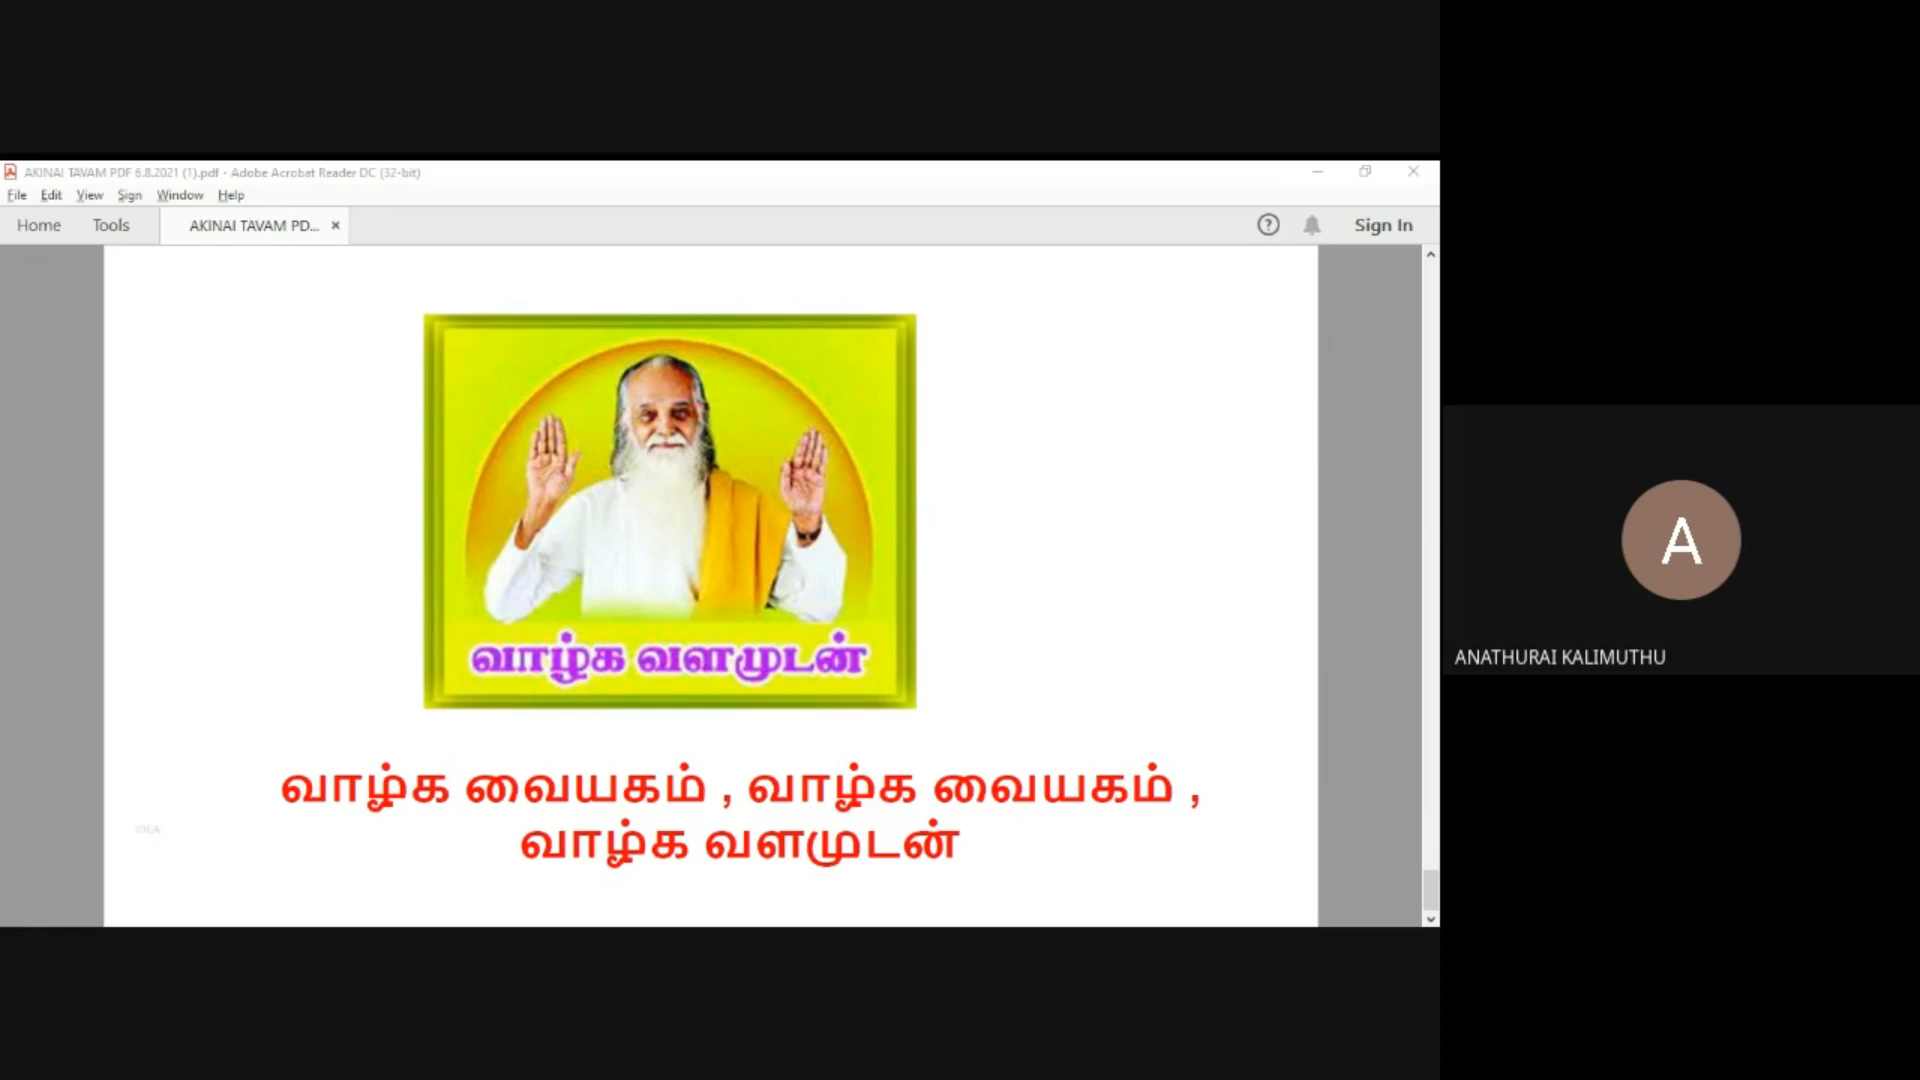 AKINAI TAVAM PDF 6.8.2021 (1).pdf - Adobe Acrobat Reader DC (32-bit)
File Edit View Sign Window Help
Home Tools AKINAI TAVAM PD... × Sign In
வாழ்க வளமுடன்
வாழ்க வையகம் , வாழ்க வையகம் ,
IDEA
வாழ்க வளமுடன்
A
ANATHURAI KALIMUTHU